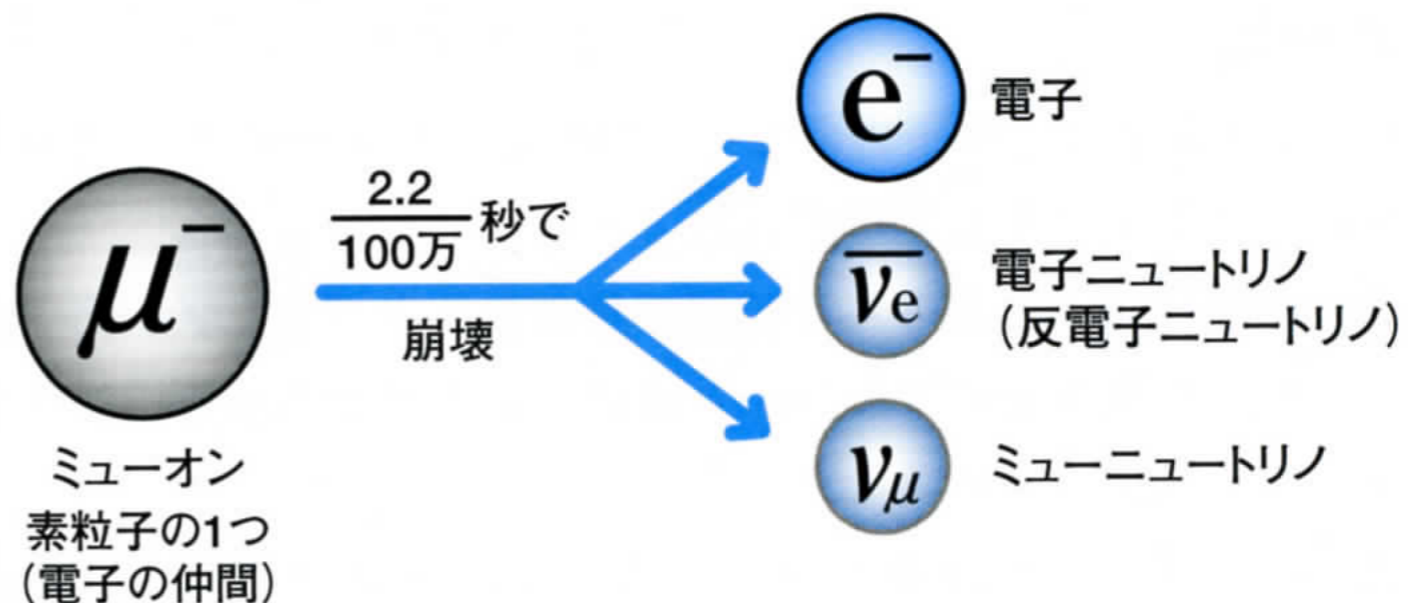 μ⁻
ミューオン
素粒子の1つ
(電子の仲間)
2.2
100万
秒で
崩壊
e⁻
電子
ν̅e
電子ニュートリノ
(反電子ニュートリノ)
νμ
ミューニュートリノ